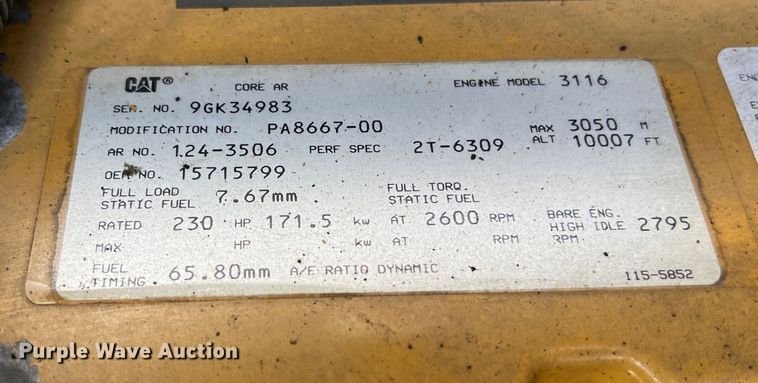 CAT® CORE AR ENGINE MODEL 3116
SER. NO. 9GK34983
MODIFICATION NO. PA8667-00 MAX ALT 3050 M 10007 FT
AR NO. 124-3506 PERF SPEC 2T-6309
OEM NO. 15715799
FULL LOAD STATIC FUEL 7.67mm FULL TORQ. STATIC FUEL
RATED 230 HP 171.5 kw AT 2600 RPM BARE ENG. HIGH IDLE RPM. 2795
MAX HP kw AT RPM
FUEL TIMING 65.80mm A/F RATIO DYNAMIC 115-5852
Purple Wave Auction